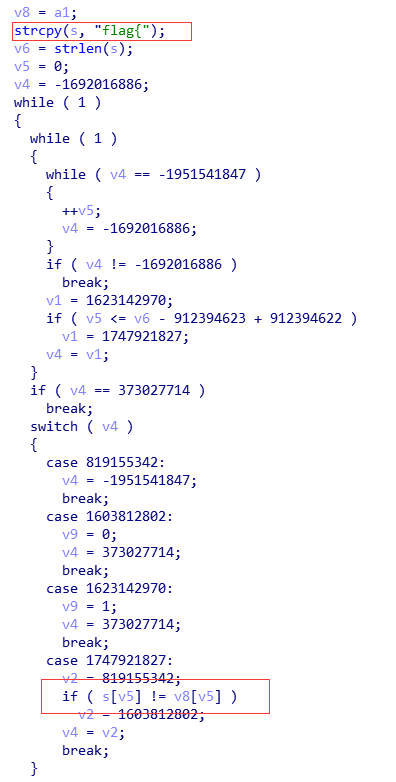 v8 = a1;
strcpy(s, "flag{");
v6 = strlen(s);
v5 = 0;
v4 = -1692016886;
while ( 1 )
{
while ( 1 )
{
while ( v4 == -1951541847 )
{
++v5;
v4 = -1692016886;
}
if ( v4 != -1692016886 )
break;
v1 = 1623142970;
if ( v5 <= v6 - 912394623 + 912394622 )
v1 = 1747921827;
v4 = v1;
}
if ( v4 == 373027714 )
break;
switch ( v4 )
{
case 819155342:
v4 = -1951541847;
break;
case 1603812802:
v9 = 0;
v4 = 373027714;
break;
case 1623142970:
v9 = 1;
v4 = 373027714;
break;
case 1747921827:
v2 = 819155342;
if ( s[v5] != v8[v5] )
v2 = 1603812802;
v4 = v2;
break;
}